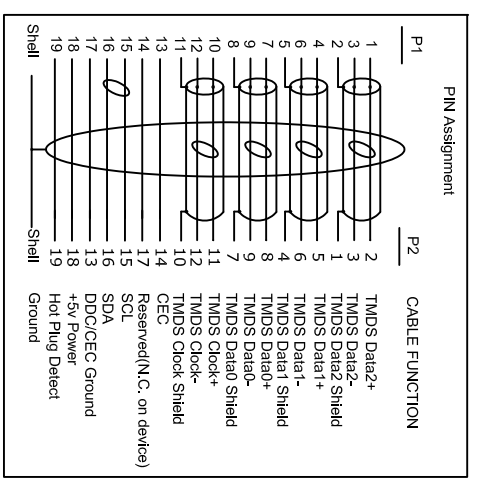 PIN Assignment
P1 P2 CABLE FUNCTION
1 2 TMDS Data2+
3 3 TMDS Data2-
2 1 TMDS Data2 Shield
4 5 TMDS Data1+
6 6 TMDS Data1-
5 4 TMDS Data1 Shield
7 8 TMDS Data0+
9 9 TMDS Data0-
8 7 TMDS Data0 Shield
10 11 TMDS Clock+
12 12 TMDS Clock-
11 10 TMDS Clock Shield
13 14 CEC
14 17 Reserved(N.C. on device)
15 15 SCL
16 16 SDA
17 13 DDC/CEC Ground
18 18 +5v Power
19 19 Hot Plug Detect
Shell Shell Ground